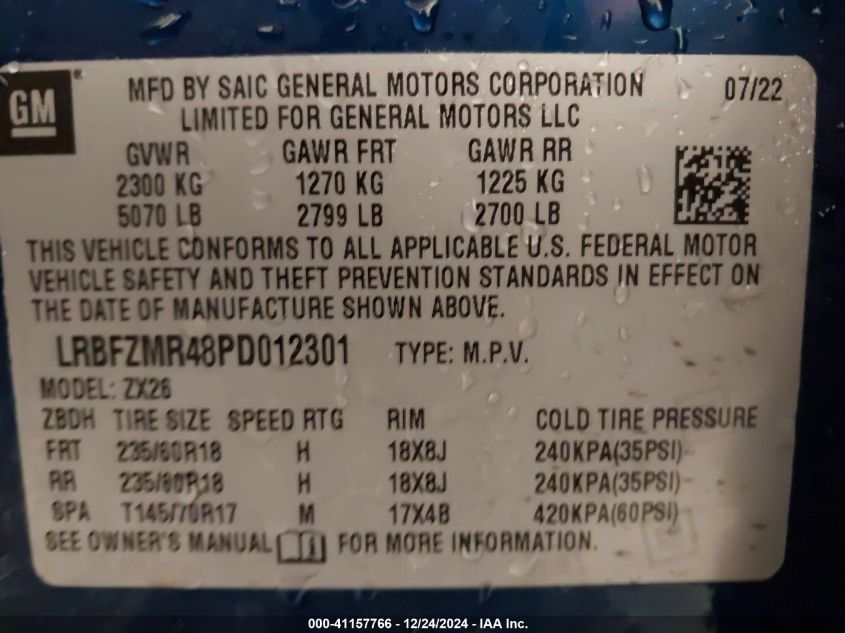 GM®
MFD BY SAIC GENERAL MOTORS CORPORATION 07/22
LIMITED FOR GENERAL MOTORS LLC
GVWR GAWR FRT GAWR RR
2300 KG 1270 KG 1225 KG
5070 LB 2799 LB 2700 LB
THIS VEHICLE CONFORMS TO ALL APPLICABLE U.S. FEDERAL MOTOR
VEHICLE SAFETY AND THEFT PREVENTION STANDARDS IN EFFECT ON
THE DATE OF MANUFACTURE SHOWN ABOVE.
LRBFZMR48PD012301 TYPE: M.P.V.
MODEL: ZX26
ZBDH TIRE SIZE SPEED RTG RIM COLD TIRE PRESSURE
FRT 235/60R18 H 18X8J 240KPA(35PSI)
RR 235/60R18 H 18X8J 240KPA(35PSI)
SPA T145/70R17 M 17X4B 420KPA(60PSI)
SEE OWNER'S MANUAL FOR MORE INFORMATION.
000-41157766 - 12/24/2024 - IAA Inc.